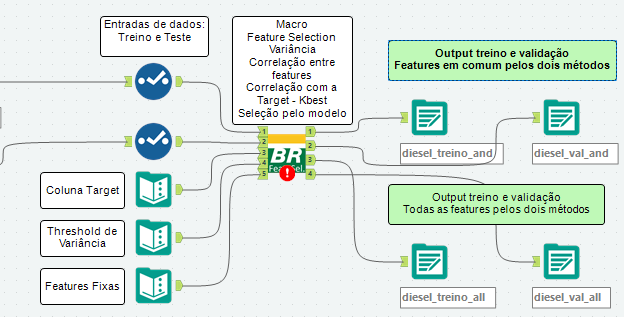 Entradas de dados:
Treino e Teste
Macro
Feature Selection
Variância
Correlação entre
features
Correlação com a
Target - Kbest
Seleção pelo modelo
Output treino e validação
Features em comum pelos dois métodos
1
2
3
4
5
BR
1
2
3
4
diesel_treino_and
diesel_val_and
Coluna Target
Threshold de
Variância
Features Fixas
Output treino e validação
Todas as features pelos dois métodos
diesel_treino_all
diesel_val_all